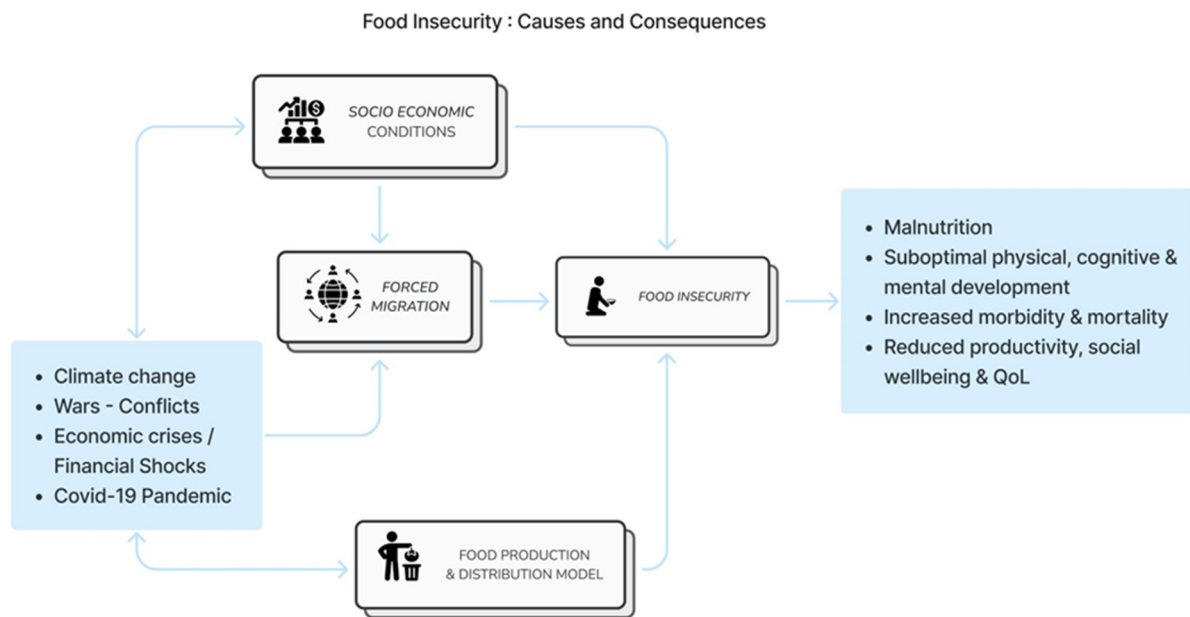 Food Insecurity : Causes and Consequences
SOCIO ECONOMIC
CONDITIONS
FORCED
MIGRATION
FOOD INSECURITY
• Malnutrition
• Suboptimal physical, cognitive &
mental development
• Increased morbidity & mortality
• Reduced productivity, social
wellbeing & QoL
• Climate change
• Wars - Conflicts
• Economic crises /
Financial Shocks
• Covid-19 Pandemic
FOOD PRODUCTION
& DISTRIBUTION MODEL